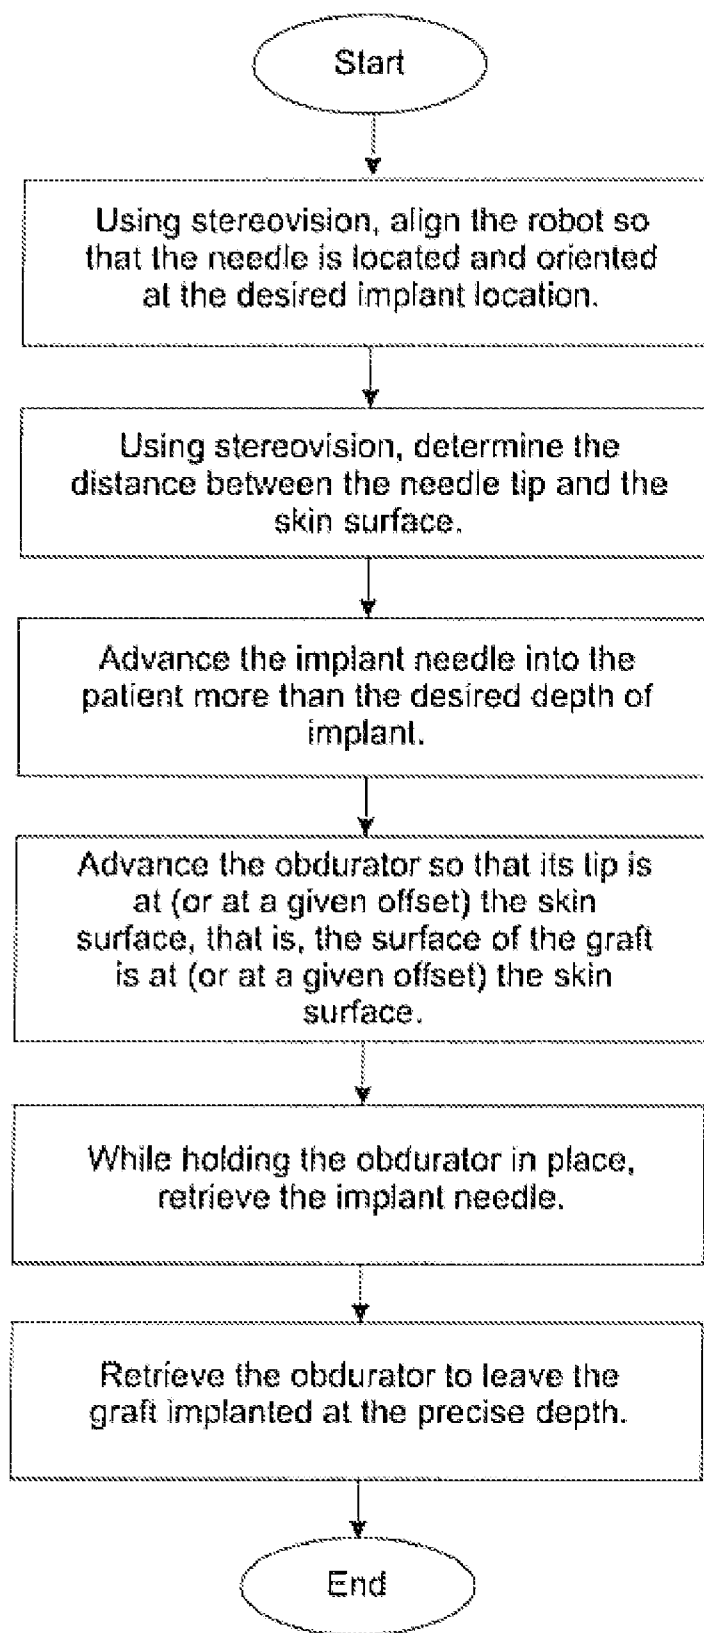 Start
Using stereovision, align the robot so
that the needle is located and oriented
at the desired implant location.
Using stereovision, determine the
distance between the needle tip and the
skin surface.
Advance the implant needle into the
patient more than the desired depth of
implant.
Advance the obdurator so that its tip is
at (or at a given offset) the skin
surface, that is, the surface of the graft
is at (or at a given offset) the skin
surface.
While holding the obdurator in place,
retrieve the implant needle.
Retrieve the obdurator to leave the
graft implanted at the precise depth.
End